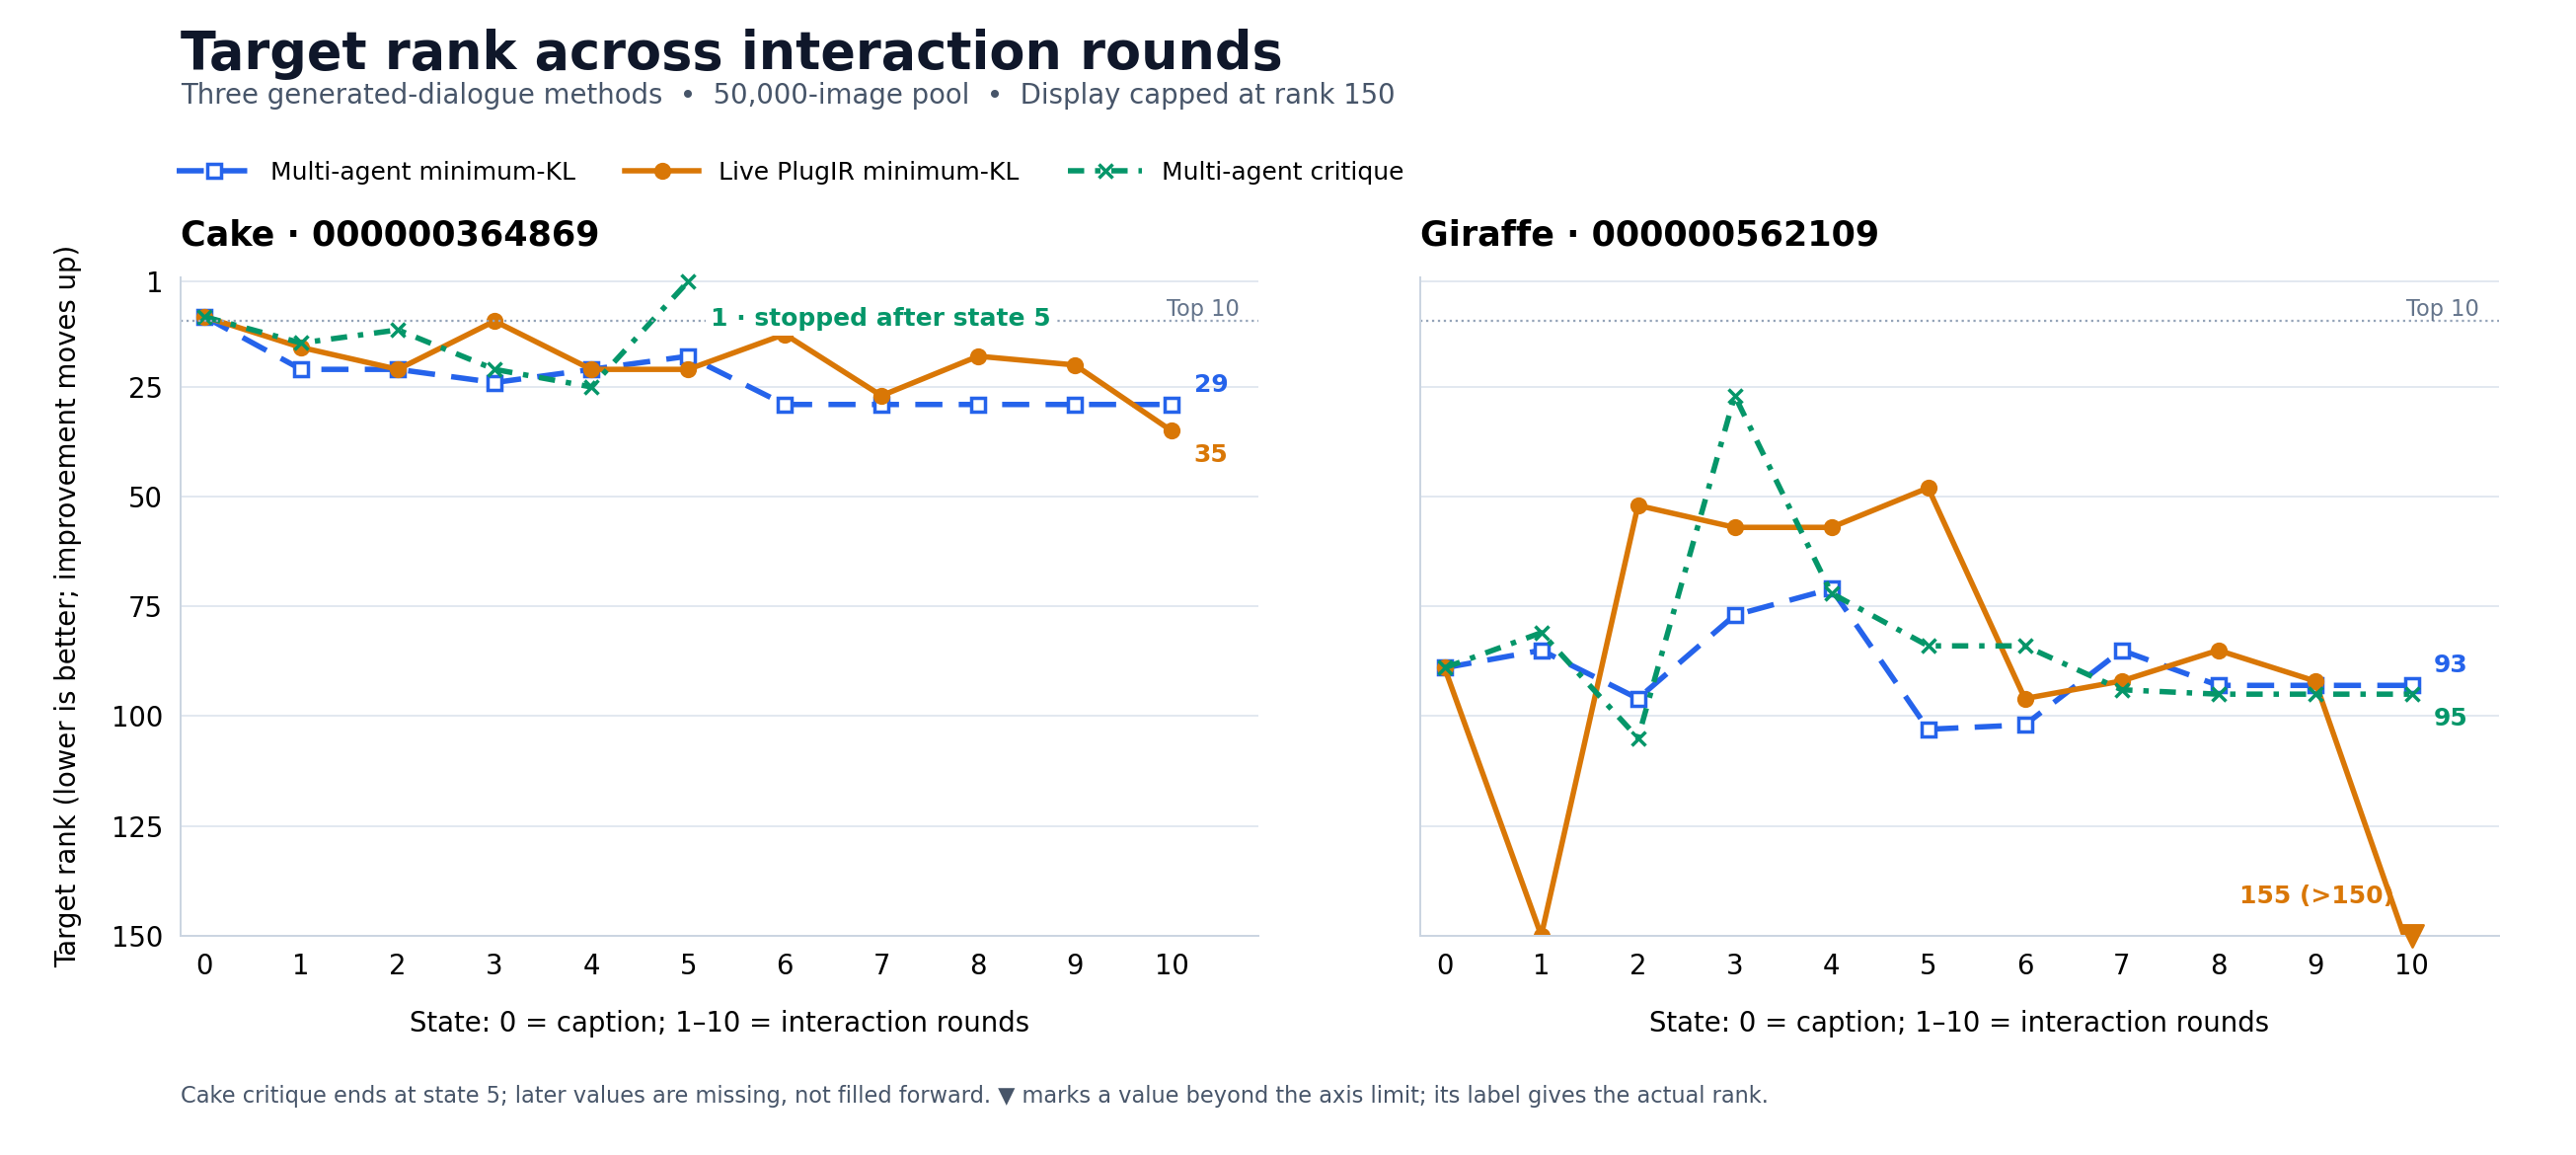 Target rank across interaction rounds
Three generated-dialogue methods • 50,000-image pool • Display capped at rank 150
Multi-agent minimum-KL
Live PlugIR minimum-KL
Multi-agent critique
Cake · 000000364869
Target rank (lower is better; improvement moves up)
1
25
50
75
100
125
150
Top 10
1 · stopped after state 5
29
35
0 1 2 3 4 5 6 7 8 9 10
State: 0 = caption; 1–10 = interaction rounds
Giraffe · 000000562109
Top 10
93
95
155 (>150)
0 1 2 3 4 5 6 7 8 9 10
State: 0 = caption; 1–10 = interaction rounds
Cake critique ends at state 5; later values are missing, not filled forward. ▼ marks a value beyond the axis limit; its label gives the actual rank.